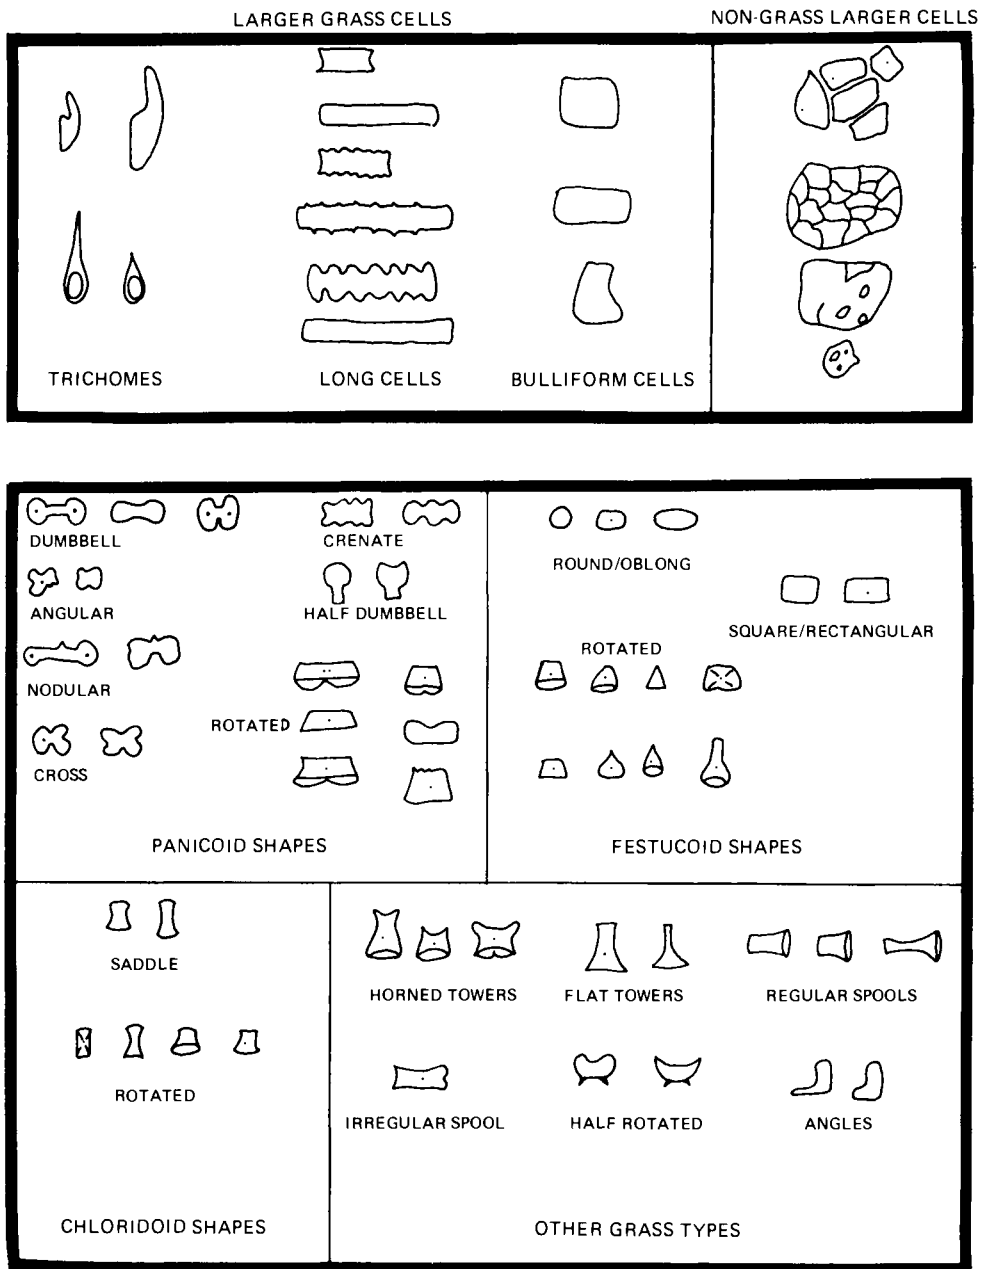 LARGER GRASS CELLS
NON-GRASS LARGER CELLS
TRICHOMES
LONG CELLS
BULLIFORM CELLS
DUMBBELL
CRENATE
ANGULAR
HALF DUMBBELL
NODULAR
ROTATED
CROSS
PANICOID SHAPES
ROUND/OBLONG
SQUARE/RECTANGULAR
ROTATED
FESTUCOID SHAPES
SADDLE
ROTATED
CHLORIDOID SHAPES
HORNED TOWERS
FLAT TOWERS
REGULAR SPOOLS
IRREGULAR SPOOL
HALF ROTATED
ANGLES
OTHER GRASS TYPES